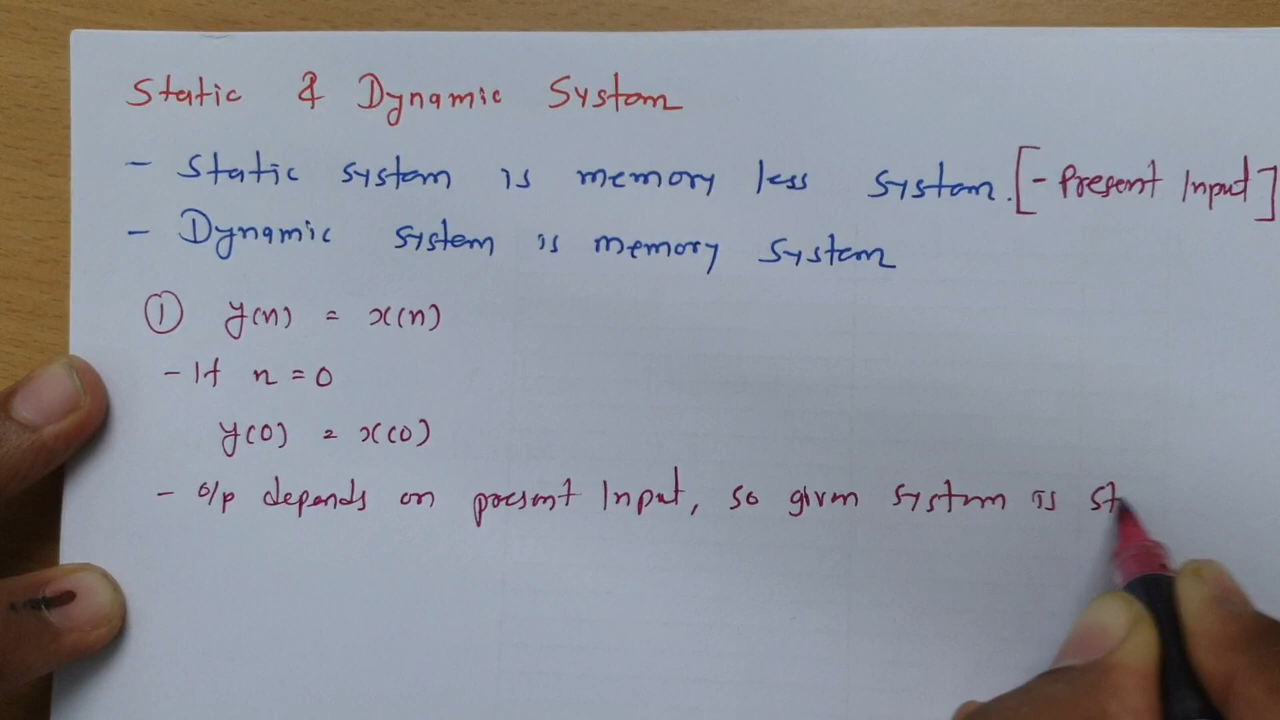 Static & Dynamic System
- Static system is memory less system. [- Present Input]
- Dynamic system is memory system
① y(n) = x(n)
- If n = 0
y(0) = x(0)
- o/p depends on present Input, so given system is st